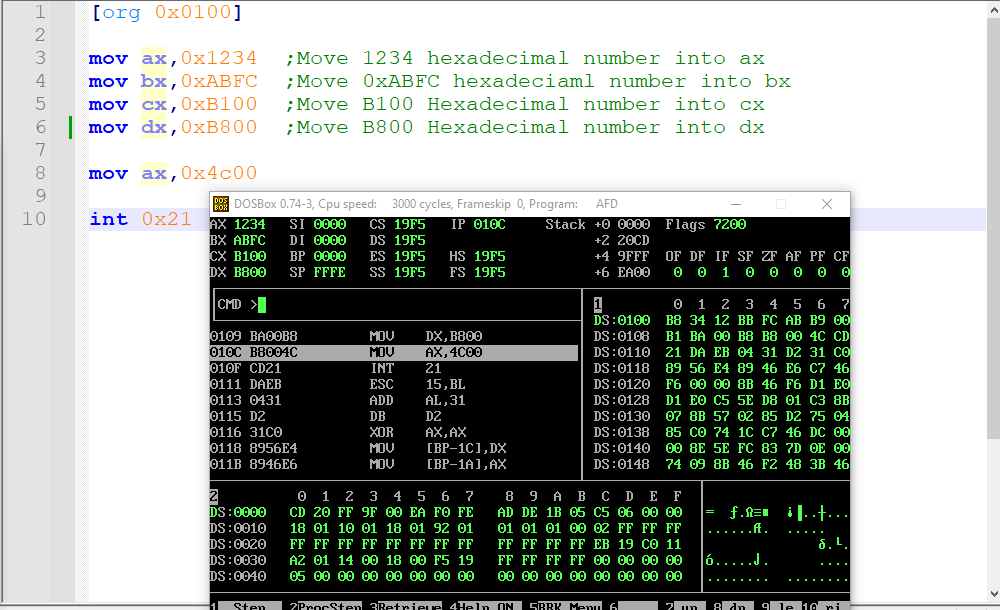 1 [org 0x0100]
2
3 mov ax,0x1234 ;Move 1234 hexadecimal number into ax
4 mov bx,0xABFC ;Move 0xABFC hexadeciaml number into bx
5 mov cx,0xB100 ;Move B100 Hexadecimal number into cx
6 mov dx,0xB800 ;Move B800 Hexadecimal number into dx
7
8 mov ax,0x4c00
9
10 int 0x21
DOSBox 0.74-3, Cpu speed: 3000 cycles, Frameskip 0, Program: AFD
AX 1234 SI 0000 CS 19F5 IP 010C Stack +0 0000 Flags 7200
BX ABFC DI 0000 DS 19F5 +2 20CD
CX B100 BP 0000 ES 19F5 HS 19F5 +4 9FFF OF DF IF SF ZF AF PF CF
DX B800 SP FFFE SS 19F5 FS 19F5 +6 EA00 0 0 1 0 0 0 0 0
CMD >
1 0 1 2 3 4 5 6 7
DS:0100 B8 34 12 BB FC AB B9 00
0109 BA00B8 MOV DX,B800 DS:0108 B1 BA 00 B8 B8 00 4C CD
010C B8004C MOV AX,4C00 DS:0110 21 DA EB 04 31 D2 31 C0
010F CD21 INT 21 DS:0118 89 56 E4 89 46 E6 C7 46
0111 DAEB ESC 15,BL DS:0120 F6 00 00 8B 46 F6 D1 E0
0113 0431 ADD AL,31 DS:0128 D1 E0 C5 5E D8 01 C3 8B
0115 D2 DB D2 DS:0130 07 8B 57 02 85 D2 75 04
0116 31C0 XOR AX,AX DS:0138 85 C0 74 1C C7 46 DC 00
0118 8956E4 MOV [BP-1C],DX DS:0140 00 8E 5E FC 83 7D 0E 00
011B 8946E6 MOV [BP-1A],AX DS:0148 74 09 8B 46 F2 48 3B 46
2 0 1 2 3 4 5 6 7 8 9 A B C D E F
DS:0000 CD 20 FF 9F 00 EA F0 FE AD DE 1B 05 C5 06 00 00
DS:0010 18 01 10 01 18 01 92 01 01 01 01 00 02 FF FF FF
DS:0020 FF FF FF FF FF FF FF FF FF FF FF FF EB 19 C0 11
DS:0030 A2 01 14 00 18 00 F5 19 FF FF FF FF 00 00 00 00
DS:0040 05 00 00 00 00 00 00 00 00 00 00 00 00 00 00 00
1 Step 2ProcStep 3Retrieve 4Help ON 5BRK Menu 6 7 up 8 dn 9 le 10 ri